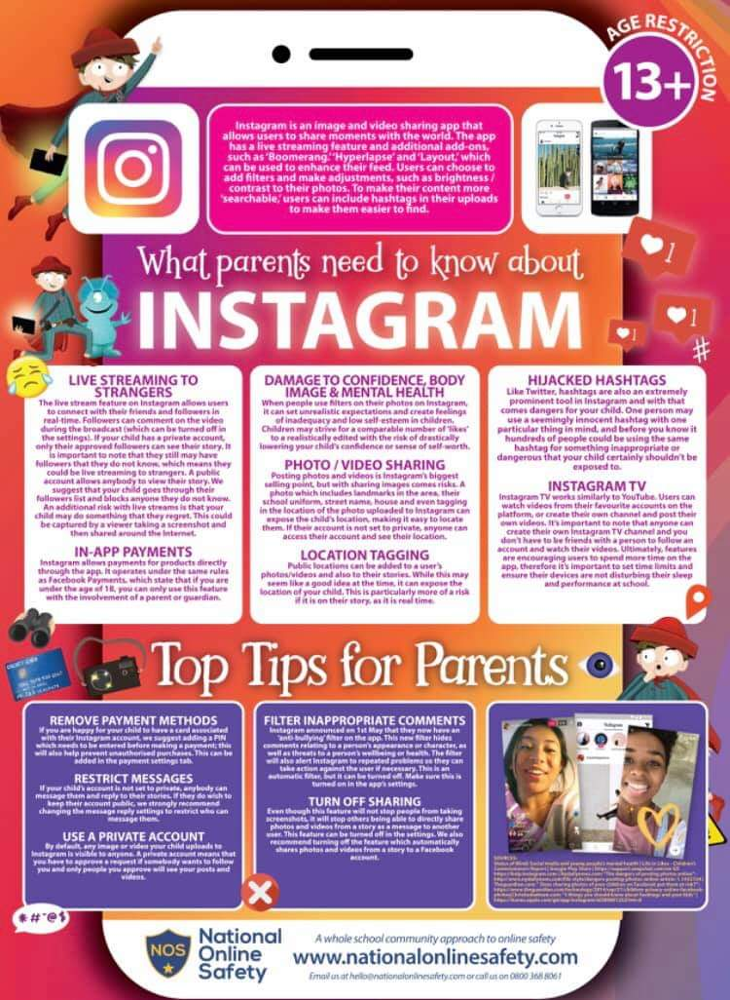 AGE RESTRICTION
13+
Instagram is an image and video sharing app that
allows users to share moments with the world. The app
has a live streaming feature and additional add-ons,
such as 'Boomerang,' 'Hyperlapse' and 'Layout,' which
can be used to enhance their feed. Users can choose to
add filters and make adjustments, such as brightness /
contrast to their photos. To make their content more
'searchable,' users can include hashtags in their uploads
to make them easier to find.
What parents need to know about
INSTAGRAM
1
1
1
#
LIVE STREAMING TO
STRANGERS
The live stream feature on Instagram allows users
to connect with their friends and followers in
real-time. Followers can comment on the video
during the broadcast (which can be turned off in
the settings). If your child has a private account,
only their approved followers can see their story. It
is important to note that they still may have
followers that they do not know, which means they
could be live streaming to strangers. A public
account allows anybody to view their story. We
suggest that your child goes through their
followers list and blocks anyone they do not know.
An additional risk with live streams is that your
child may do something that they regret. This could
be captured by a viewer taking a screenshot and
then shared around the Internet.
IN-APP PAYMENTS
Instagram allows payments for products directly
through the app. It operates under the same rules
as Facebook Payments, which state that if you are
under the age of 18, you can only use this feature
with the involvement of a parent or guardian.
DAMAGE TO CONFIDENCE, BODY
IMAGE & MENTAL HEALTH
When people use filters on their photos on Instagram,
it can set unrealistic expectations and create feelings
of inadequacy and low self-esteem in children.
Children may strive for a comparable number of 'likes'
to a realistically edited with the risk of drastically
lowering your child's confidence or sense of self-worth.
PHOTO / VIDEO SHARING
Posting photos and videos is Instagram's biggest
selling point, but with sharing images comes risks. A
photo which includes landmarks in the area, their
school uniform, street name, house and even tagging
in the location of the photo uploaded to Instagram can
expose the child's location, making it easy to locate
them. If their account is not set to private, anyone can
access their account and see their location.
LOCATION TAGGING
Public locations can be added to a user's
photos/videos and also to their stories. While this may
seem like a good idea at the time, it can expose the
location of your child. This is particularly more of a risk
if it is on their story, as it is real time.
HIJACKED HASHTAGS
Like Twitter, hashtags are also an extremely
prominent tool in Instagram and with that
comes dangers for your child. One person may
use a seemingly innocent hashtag with one
particular thing in mind, and before you know it
hundreds of people could be using the same
hashtag for something inappropriate or
dangerous that your child certainly shouldn't be
exposed to.
INSTAGRAM TV
Instagram TV works similarly to YouTube. Users can
watch videos from their favourite accounts on the
platform, or create their own channel and post their
own videos. It's important to note that anyone can
create their own Instagram TV channel and you
don't have to be friends with a person to follow an
account and watch their videos. Ultimately, features
are encouraging users to spend more time on the
app, therefore it's important to set time limits and
ensure their devices are not disturbing their sleep
and performance at school.
Top Tips for Parents
REMOVE PAYMENT METHODS
If you are happy for your child to have a card associated
with their Instagram account, we suggest adding a PIN
which needs to be entered before making a payment; this
will also help prevent unauthorised purchases. This can be
added in the payment settings tab.
RESTRICT MESSAGES
If your child's account is not set to private, anybody can
message them and reply to their stories. If they do wish to
keep their account public, we strongly recommend
changing the message reply settings to restrict who can
message them.
USE A PRIVATE ACCOUNT
By default, any image or video your child uploads to
Instagram is visible to anyone. A private account means that
you have to approve a request if somebody wants to follow
you and only people you approve will see your posts and
videos.
FILTER INAPPROPRIATE COMMENTS
Instagram announced on 1st May that they now have an
'anti-bullying' filter on the app. This new filter hides
comments relating to a person's appearance or character, as
well as threats to a person's wellbeing or health. The filter
will also alert Instagram to repeated problems so they can
take action against the user if necessary. This is an
automatic filter, but it can be turned off. Make sure this is
turned on in the app's settings.
TURN OFF SHARING
Even though this feature will not stop people from taking
screenshots, it will stop others being able to directly share
photos and videos from a story as a message to another
user. This feature can be turned off in the settings. We also
recommend turning off the feature which automatically
shares photos and videos from a story to a Facebook
account.
SOURCES:
*#~@$
NOS
National
Online
Safety
A whole school community approach to online safety
www.nationalonlinesafety.com
Email us at hello@nationalonlinesafety.com or call us on 0800 368 8061